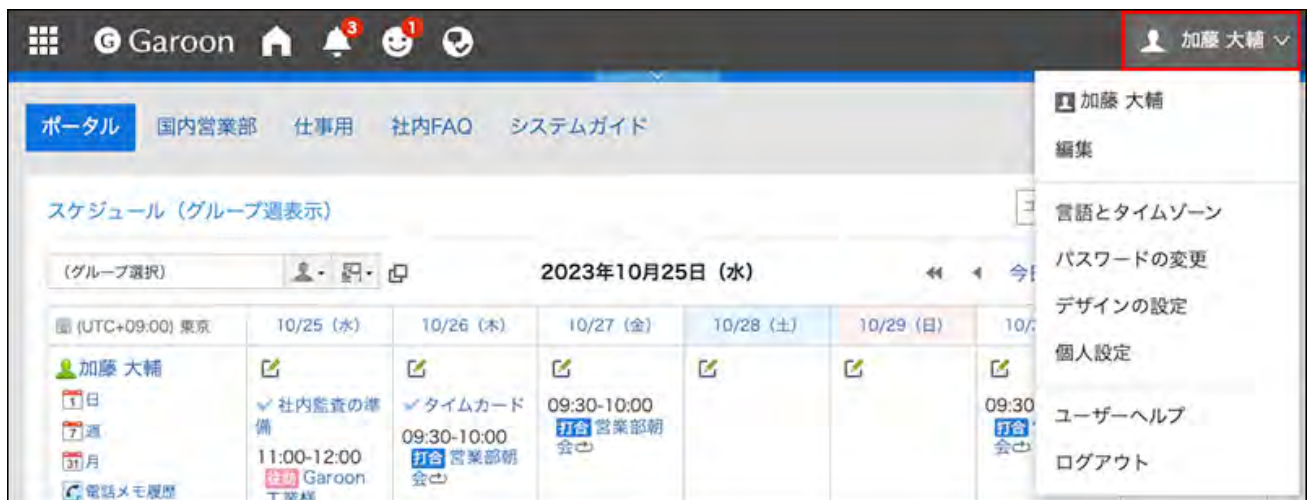 Garoon 3 1 加藤 大輔
加藤 大輔
編集
言語とタイムゾーン
パスワードの変更
デザインの設定
個人設定
ユーザーヘルプ
ログアウト
ポータル 国内営業部 仕事用 社内FAQ システムガイド
スケジュール（グループ週表示）
（グループ選択） 2023年10月25日（水）
(UTC+09:00) 東京 10/25（水） 10/26（木） 10/27（金） 10/28（土） 10/29（日）
加藤 大輔
1 日
7 週
31 月
電話メモ履歴
社内監査の準
備
11:00-12:00
往訪 Garoon
工業様
タイムカード
09:30-10:00
打合 営業部朝
会
09:30-10:00
打合 営業部朝
会
09:30
打合
会